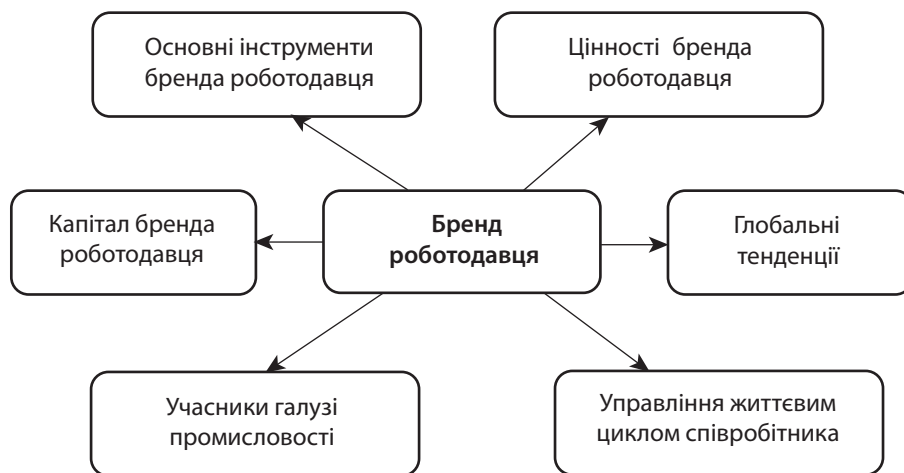 Основні інструменти
бренда роботодавця
Цінності бренда
роботодавця
Капітал бренда
роботодавця
Бренд
роботодавця
Глобальні
тенденції
Учасники галузі
промисловості
Управління життєвим
циклом співробітника